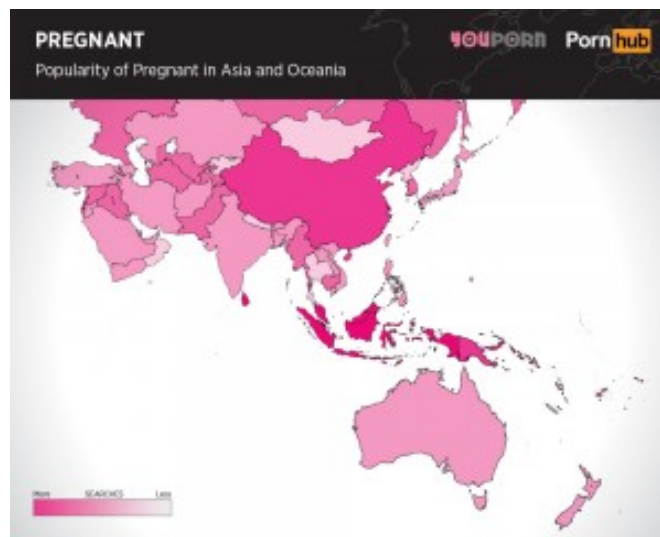 PREGNANT
YOUPORN Pornhub
Popularity of Pregnant in Asia and Oceania
More SEARCHES Less